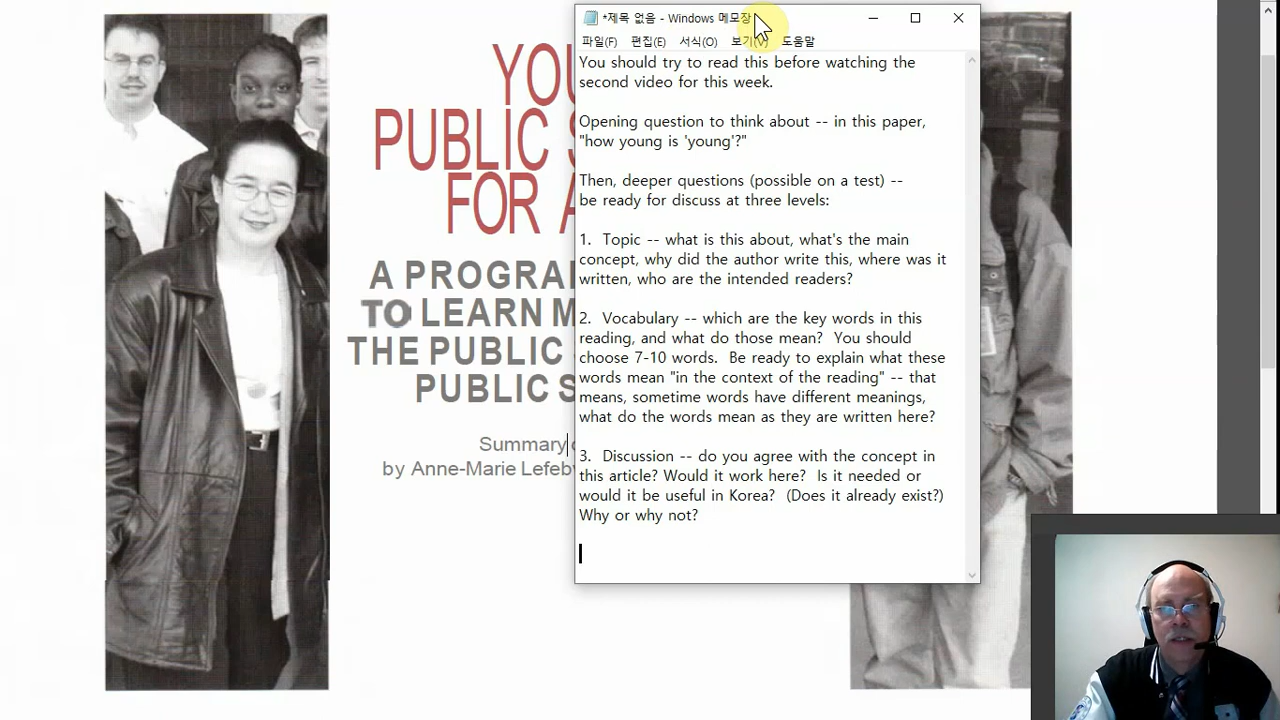 *제목 없음 - Windows 메모장
파일(F) 편집(E) 서식(O) 보기(V) 도움말
You should try to read this before watching the
second video for this week.
Opening question to think about -- in this paper,
"how young is 'young'?"
Then, deeper questions (possible on a test) --
be ready for discuss at three levels:
1. Topic -- what is this about, what's the main
concept, why did the author write this, where was it
written, who are the intended readers?
2. Vocabulary -- which are the key words in this
reading, and what do those mean? You should
choose 7-10 words. Be ready to explain what these
words mean "in the context of the reading" -- that
means, sometime words have different meanings,
what do the words mean as they are written here?
3. Discussion -- do you agree with the concept in
this article? Would it work here? Is it needed or
would it be useful in Korea? (Does it already exist?)
Why or why not?
PUBLIC
FOR
TO LEARN
THE PUBLIC
PUBLIC
Summary
by Anne-Marie